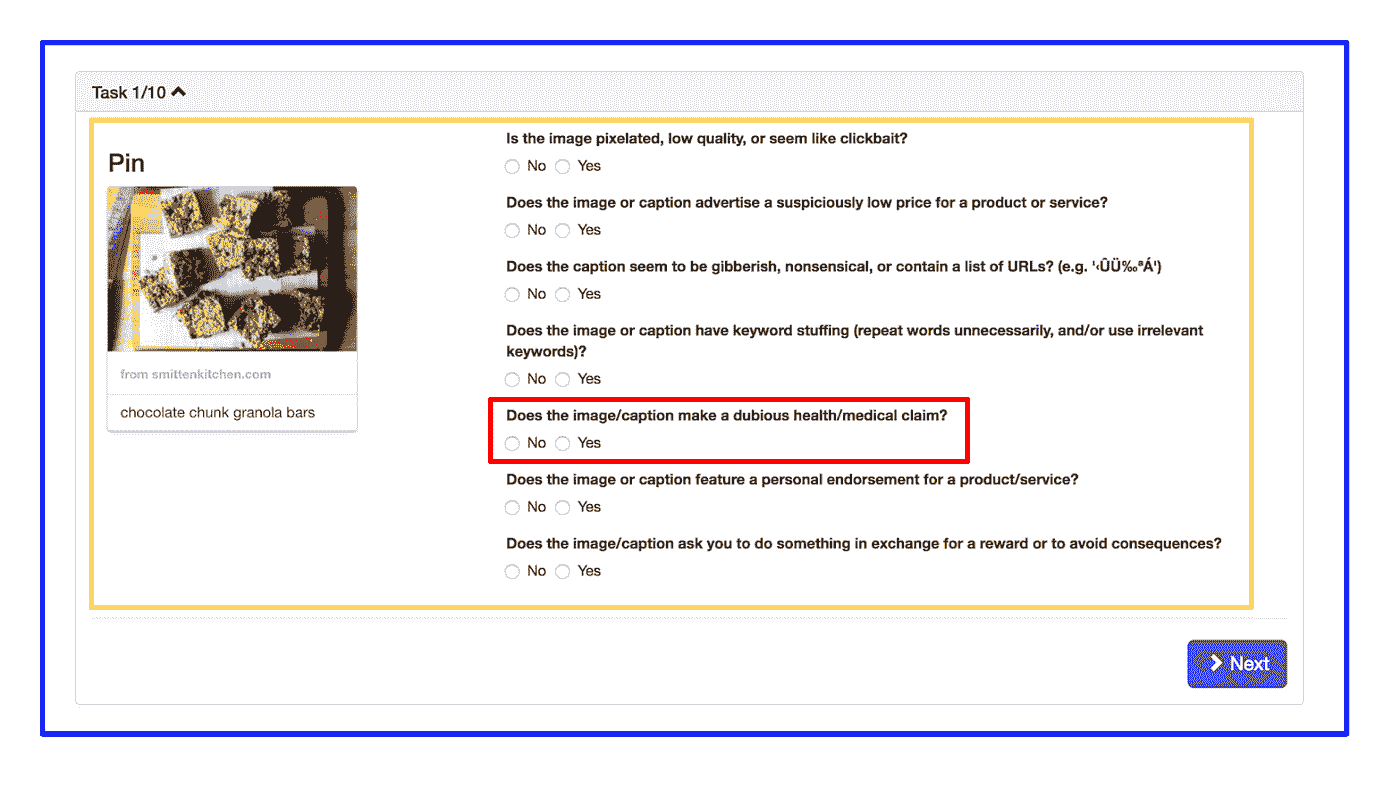 Task 1/10
Pin
from smittenkitchen.com
chocolate chunk granola bars
Is the image pixelated, low quality, or seem like clickbait?
No Yes
Does the image or caption advertise a suspiciously low price for a product or service?
No Yes
Does the caption seem to be gibberish, nonsensical, or contain a list of URLs? (e.g. '‹ÛÜ‰ªÁ')
No Yes
Does the image or caption have keyword stuffing (repeat words unnecessarily, and/or use irrelevant
keywords)?
No Yes
Does the image/caption make a dubious health/medical claim?
No Yes
Does the image or caption feature a personal endorsement for a product/service?
No Yes
Does the image/caption ask you to do something in exchange for a reward or to avoid consequences?
No Yes
Next